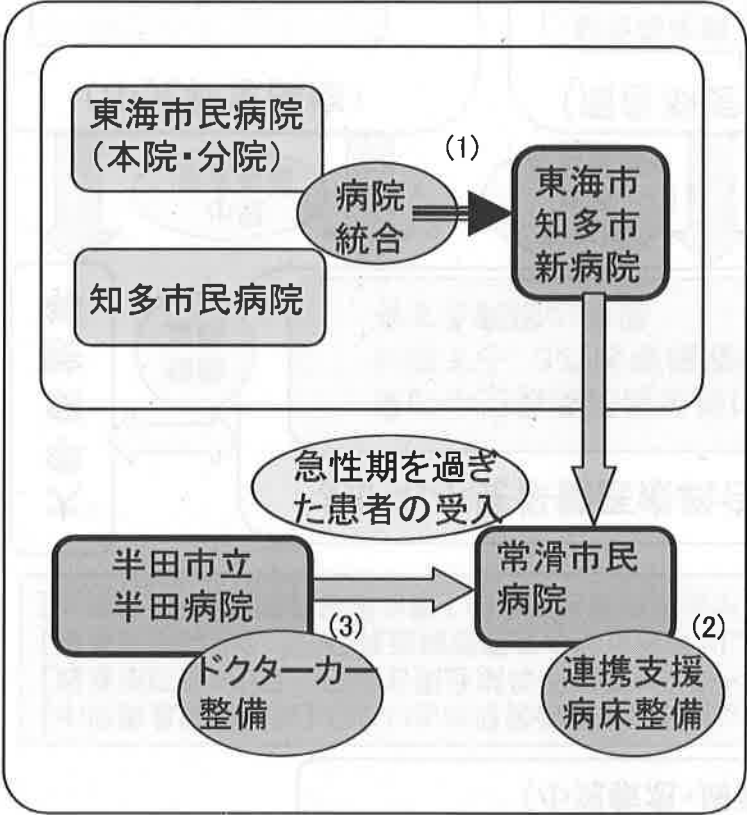 東海市民病院
(本院・分院)
(1)
病院
統合
東海市
知多市
新病院
知多市民病院
急性期を過ぎ
た患者の受入
半田市立
半田病院
常滑市民
病院
(3)
ドクターカー
整備
(2)
連携支援
病床整備